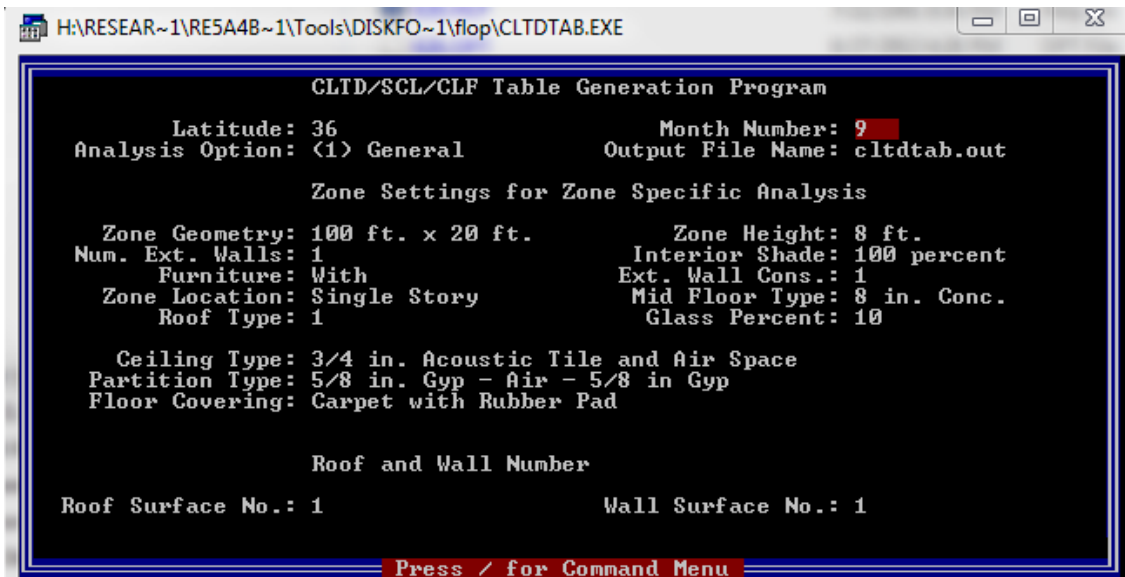 H:\RESEAR~1\RE5A4B~1\Tools\DISKFO~1\flop\CLTDTAB.EXE
CLTD/SCL/CLF Table Generation Program
Latitude: 36 Month Number: 9
Analysis Option: (1) General Output File Name: cltdtab.out
Zone Settings for Zone Specific Analysis
Zone Geometry: 100 ft. x 20 ft. Zone Height: 8 ft.
Num. Ext. Walls: 1 Interior Shade: 100 percent
Furniture: With Ext. Wall Cons.: 1
Zone Location: Single Story Mid Floor Type: 8 in. Conc.
Roof Type: 1 Glass Percent: 10
Ceiling Type: 3/4 in. Acoustic Tile and Air Space
Partition Type: 5/8 in. Gyp - Air - 5/8 in Gyp
Floor Covering: Carpet with Rubber Pad
Roof and Wall Number
Roof Surface No.: 1 Wall Surface No.: 1
Press / for Command Menu